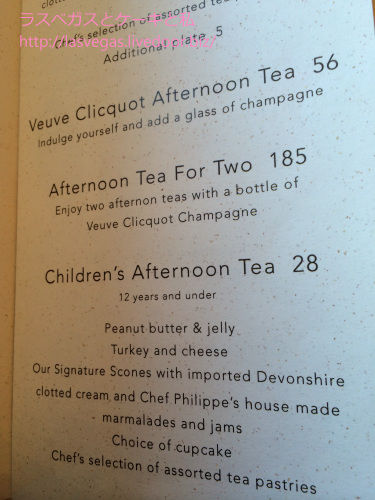 ラスベガスと
http://lasvegas.live
Chef's selection of assorted tea
Additional plate 5
Veuve Clicquot Afternoon Tea 56
Indulge yourself and add a glass of champagne
Afternoon Tea For Two 185
Enjoy two afternon teas with a bottle of
Veuve Clicquot Champagne
Children's Afternoon Tea 28
12 years and under
Peanut butter & jelly
Turkey and cheese
Our Signature Scones with imported Devonshire
clotted cream and Chef Philippe's house made
marmalades and jams
Choice of cupcake
Chef's selection of assorted tea pastries